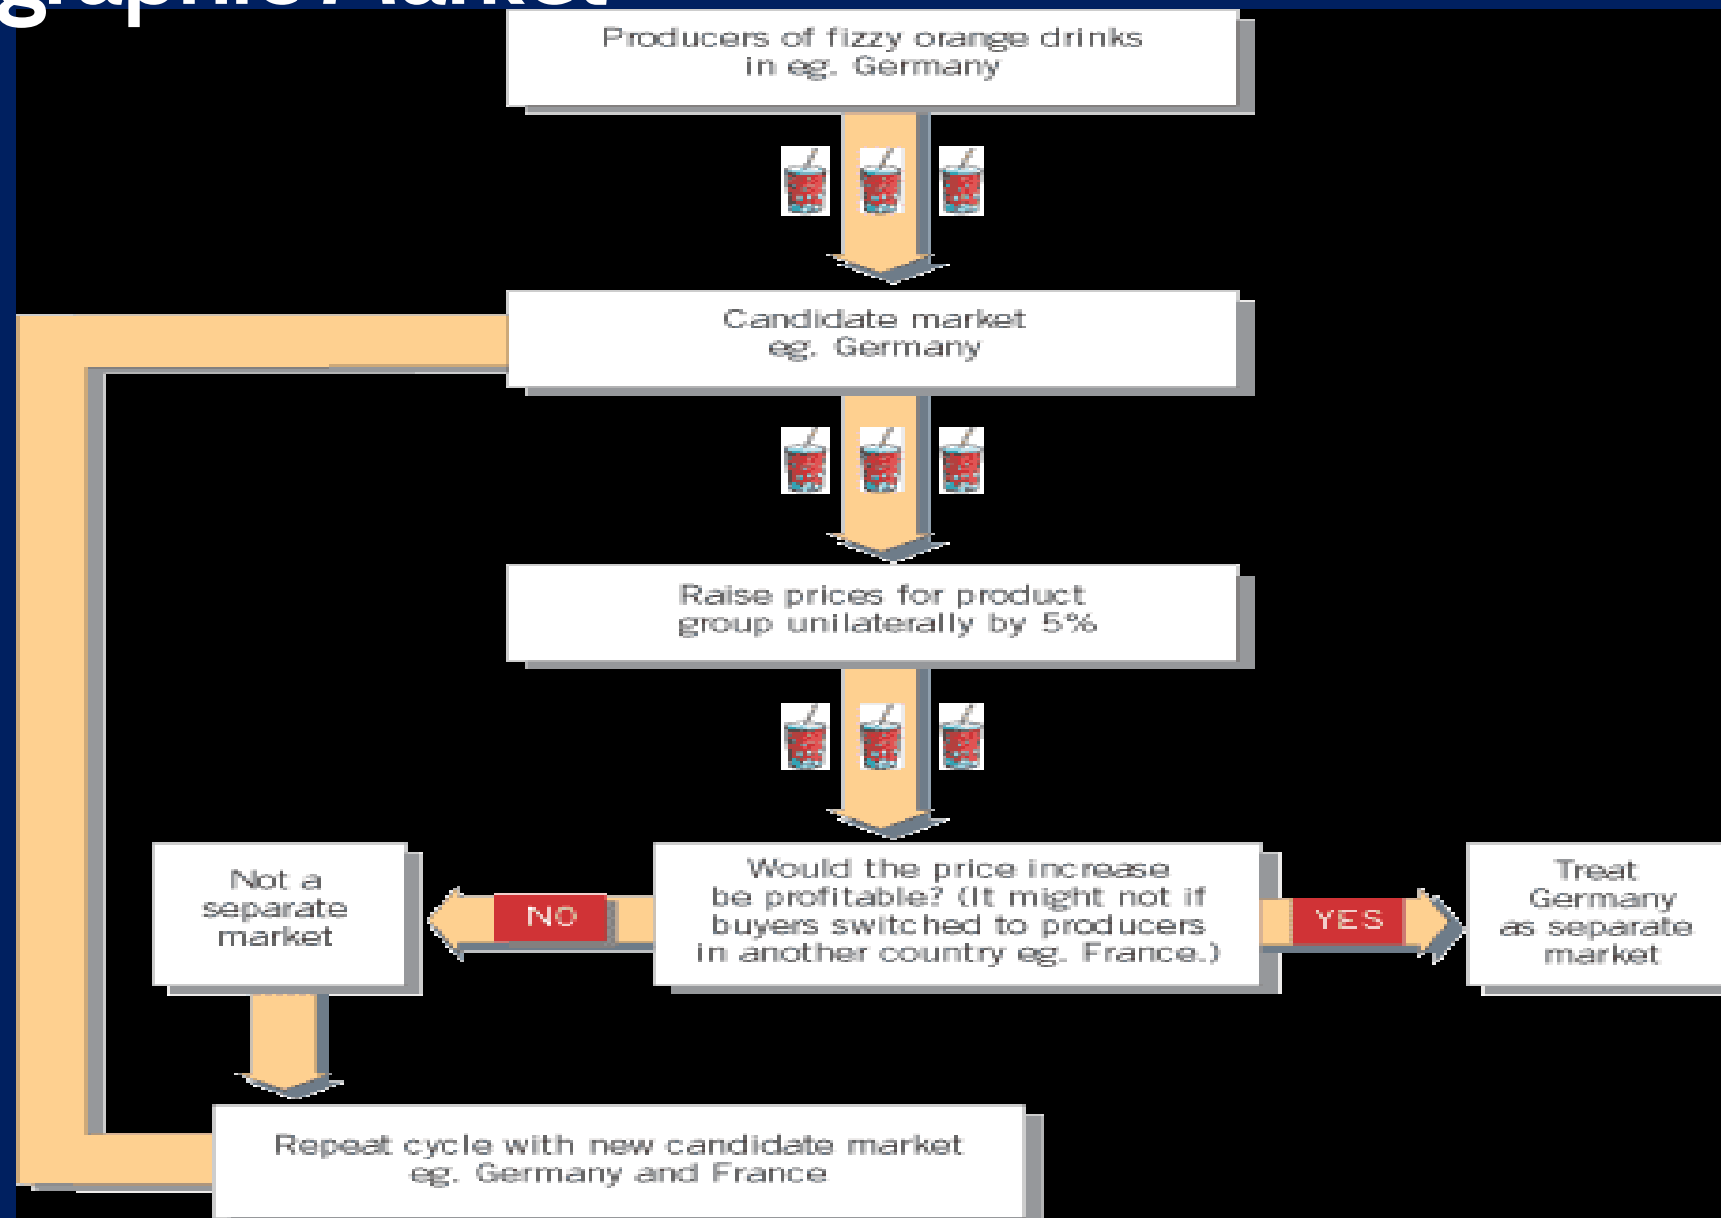 graphic Market
Producers of fizzy orange drinks
in eg. Germany
Candidate market
eg. Germany
Raise prices for product
group unilaterally by 5%
Would the price increase
be profitable? (It might not if
buyers switched to producers
in another country eg. France.)
NO
YES
Not a
separate
market
Treat
Germany
as separate
market
Repeat cycle with new candidate market
eg. Germany and France